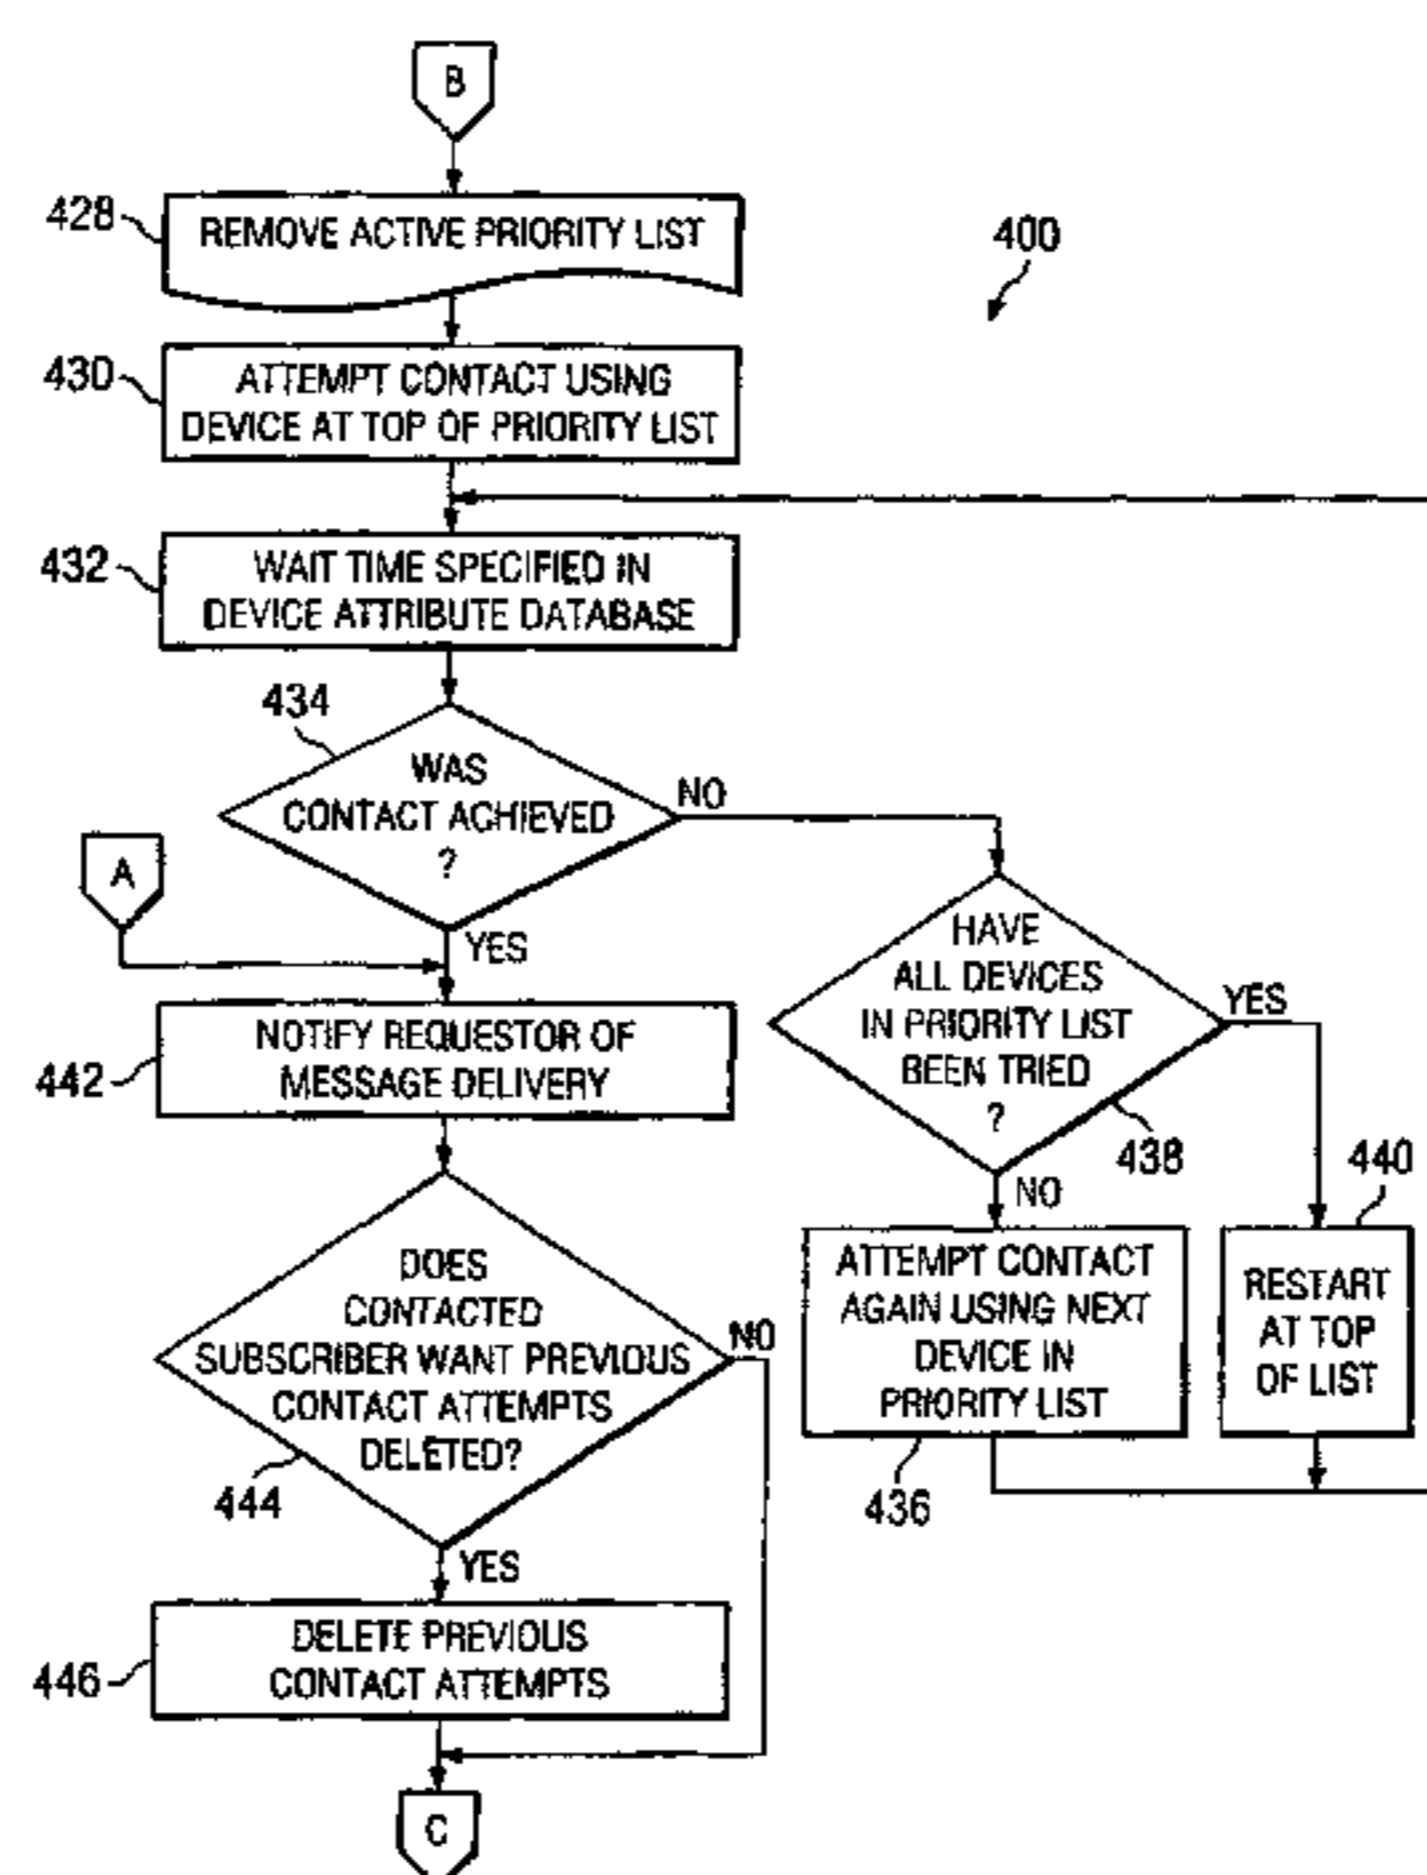 B
428
REMOVE ACTIVE PRIORITY LIST
400
430
ATTEMPT CONTACT USING
DEVICE AT TOP OF PRIORITY LIST
432
WAIT TIME SPECIFIED IN
DEVICE ATTRIBUTE DATABASE
434
WAS
CONTACT ACHIEVED
?
NO
A
YES
HAVE
ALL DEVICES
IN PRIORITY LIST
BEEN TRIED
?
YES
438
NO
440
442
NOTIFY REQUESTOR OF
MESSAGE DELIVERY
ATTEMPT CONTACT
AGAIN USING NEXT
DEVICE IN
PRIORITY LIST
436
RESTART
AT TOP
OF LIST
DOES
CONTACTED
SUBSCRIBER WANT PREVIOUS
CONTACT ATTEMPTS
DELETED?
NO
444
YES
446
DELETE PREVIOUS
CONTACT ATTEMPTS
C